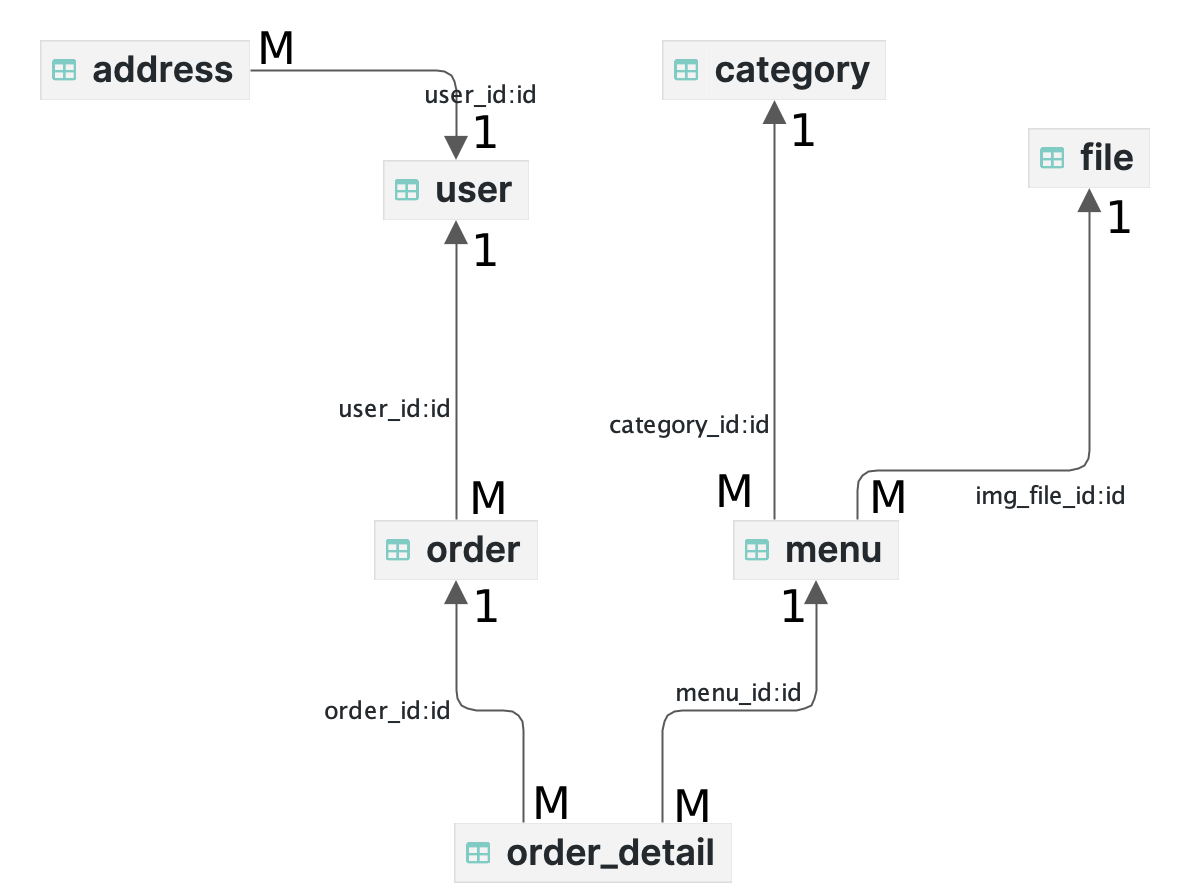 address
M
user_id:id
1
user
1
user_id:id
M
order
1
order_id:id
M
category
1
category_id:id
M
file
1
img_file_id:id
M
menu
1
menu_id:id
M
order_detail